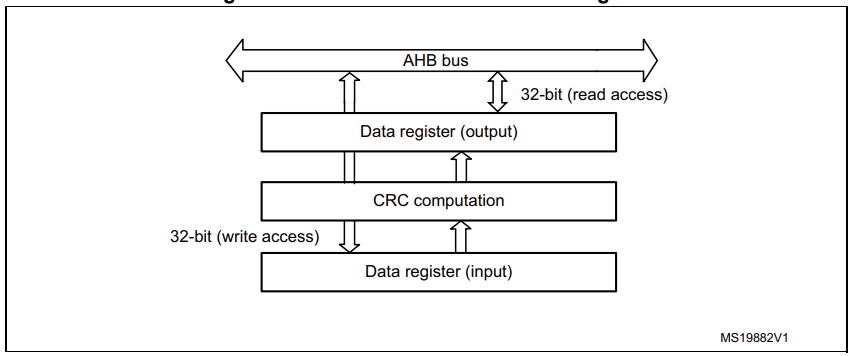 AHB bus
32-bit (read access)
Data register (output)
CRC computation
32-bit (write access)
Data register (input)
MS19882V1